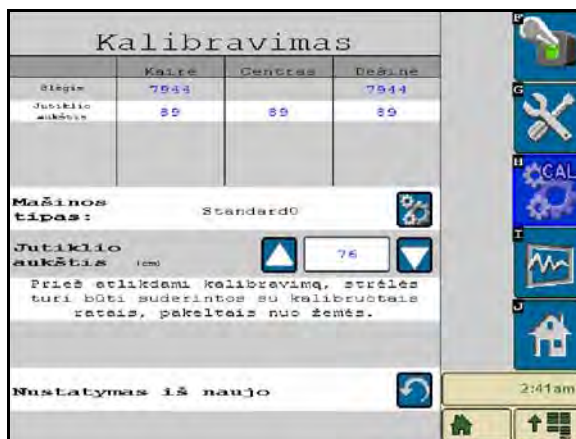 Kalibravimas
Kairė Centras Dešinė
Slėgis 7944 7944
Jutiklio
aukštis 89 89 89
Mašinos
tipas: Standard0
Jutiklio
aukštis (cm) 76
Prieš atlikdami kalibravimą, strėlės
turi būti suderintos su kalibruotais
ratais, pakeltais nuo žemės.
Nustatymas iš naujo
F
G
H
CAL
I
J
2:41am